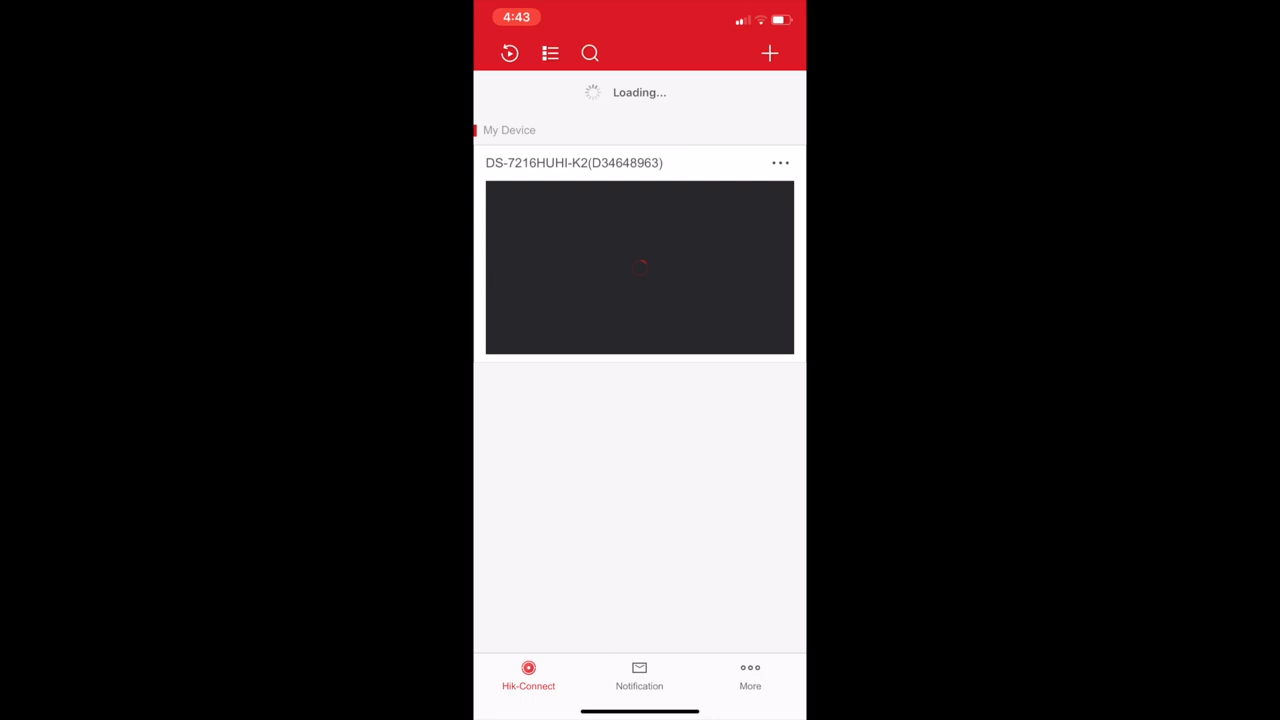 4:43
Loading...
My Device
DS-7216HUHI-K2(D34648963)
Hik-Connect
Notification
More